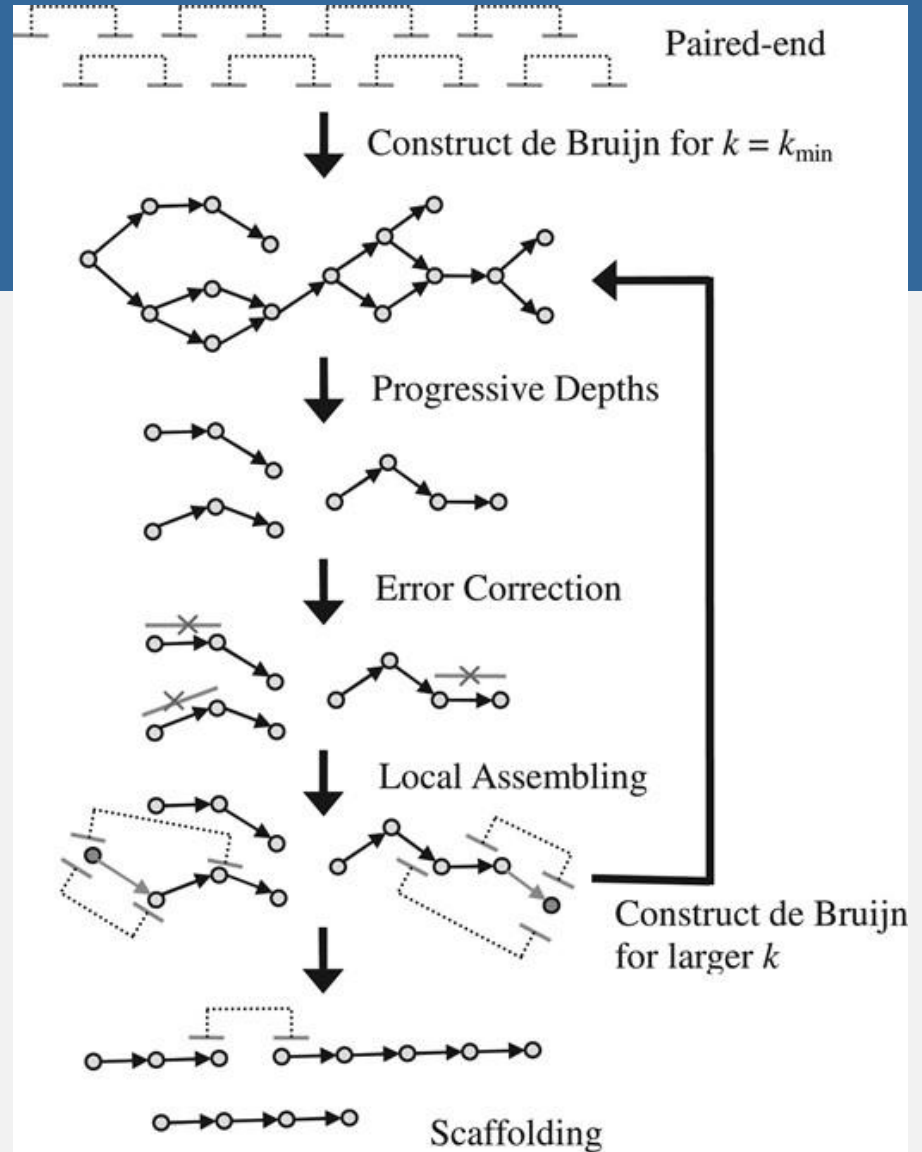 Paired-end
Construct de Bruijn for k = kmin
Progressive Depths
Error Correction
Local Assembling
Construct de Bruijn
for larger k
Scaffolding